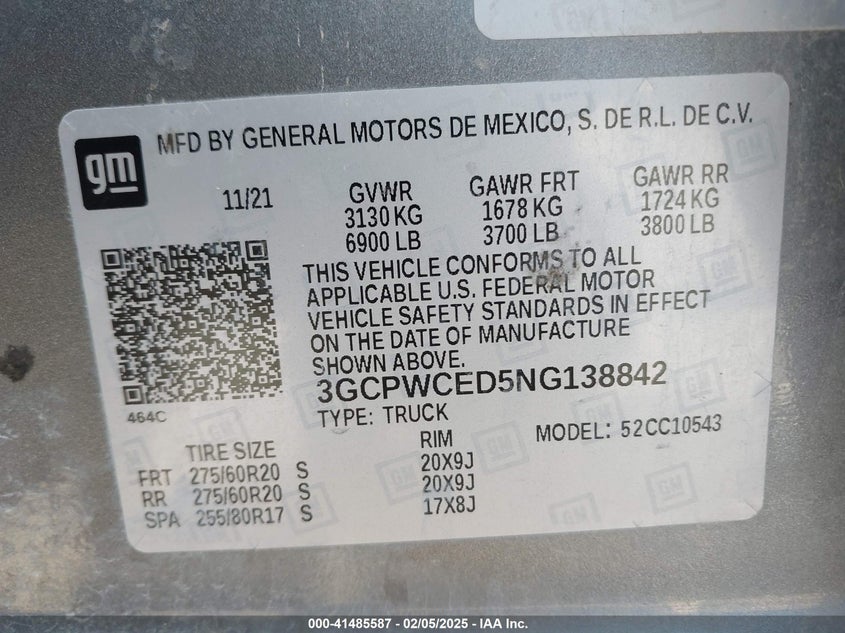 MFD BY GENERAL MOTORS DE MEXICO, S. DE R.L. DE C.V.
gm
11/21
GVWR GAWR FRT GAWR RR
3130 KG 1678 KG 1724 KG
6900 LB 3700 LB 3800 LB
THIS VEHICLE CONFORMS TO ALL
APPLICABLE U.S. FEDERAL MOTOR
VEHICLE SAFETY STANDARDS IN EFFECT
ON THE DATE OF MANUFACTURE
SHOWN ABOVE.
3GCPWCED5NG138842
464C
TYPE: TRUCK
MODEL: 52CC10543
TIRE SIZE RIM
FRT 275/60R20 S 20X9J
RR 275/60R20 S 20X9J
SPA 255/80R17 S 17X8J
000-41485587 - 02/05/2025 - IAA Inc.